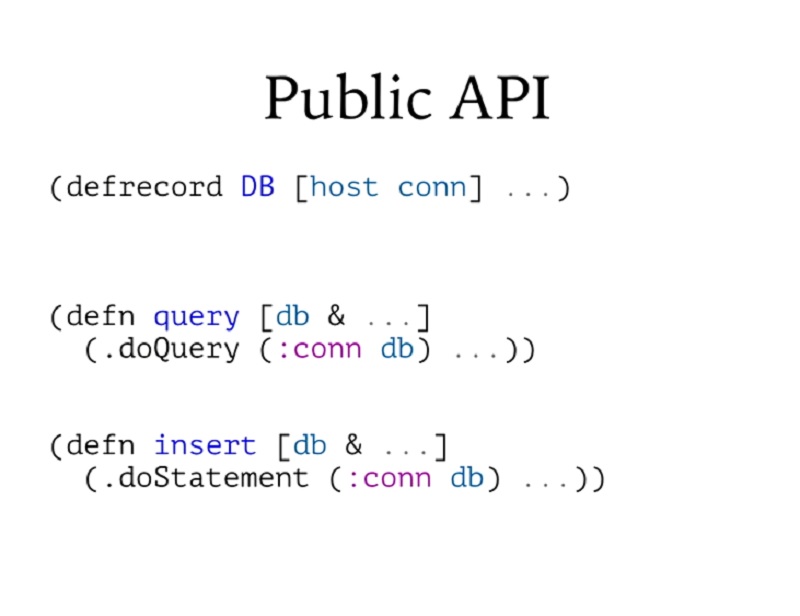 Public API
(defrecord DB [host conn] ...)
(defn query [db & ...]
(.doQuery (:conn db) ...))
(defn insert [db & ...]
(.doStatement (:conn db) ...))